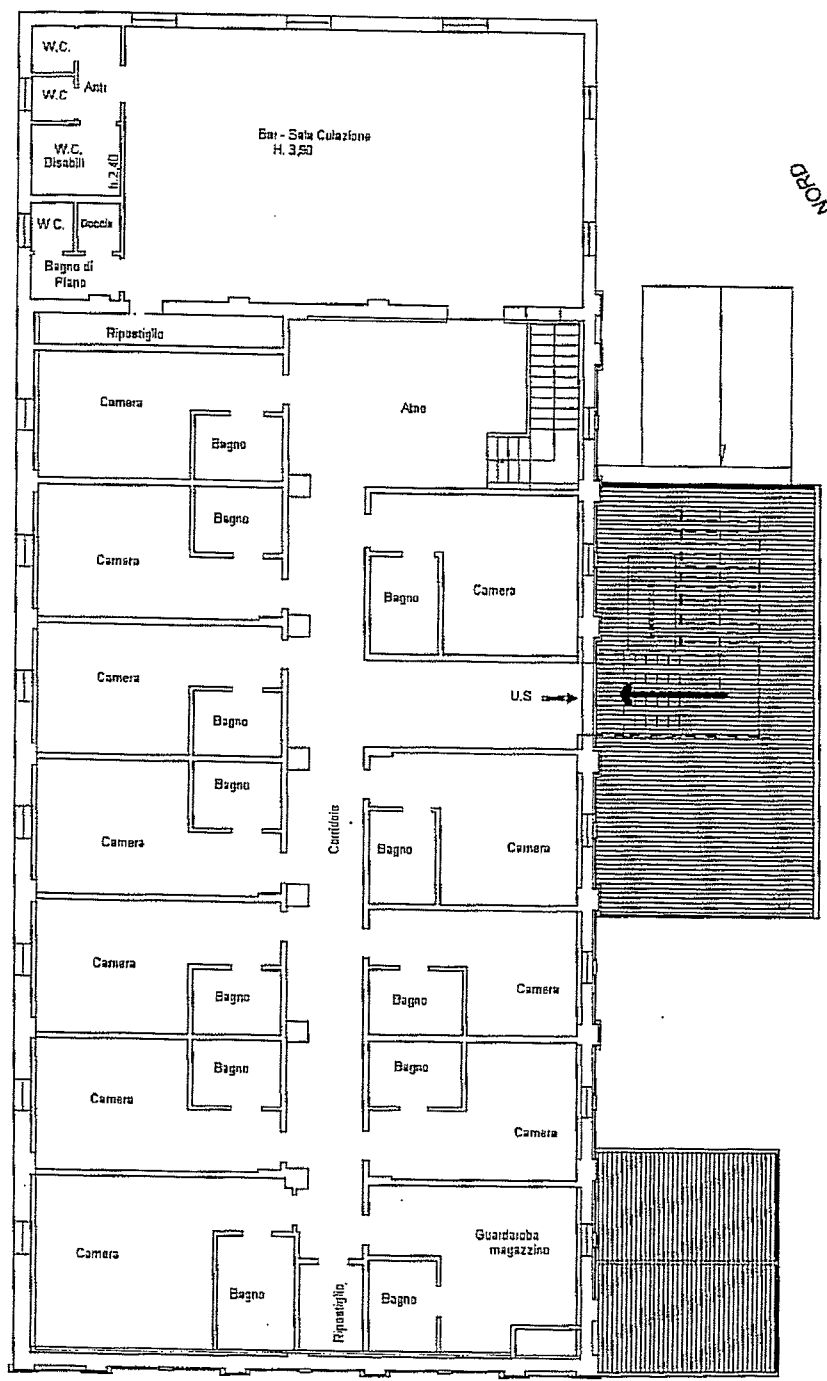 W.C.
W.C
Anti
W.C.
Disabili
h.2,40
Bar - Sala Colazione
H. 3,50
NORD
W.C.
Doccia
Bagno di
Piano
Ripostiglio
Camera
Bagno
Atrio
Bagno
Camera
Bagno
Camera
Camera
Bagno
U.S
Bagno
Camera
Corridoio
Bagno
Camera
Camera
Bagno
Bagno
Camera
Bagno
Bagno
Camera
Camera
Guardaroba
magazzino
Camera
Bagno
Ripostiglio
Bagno